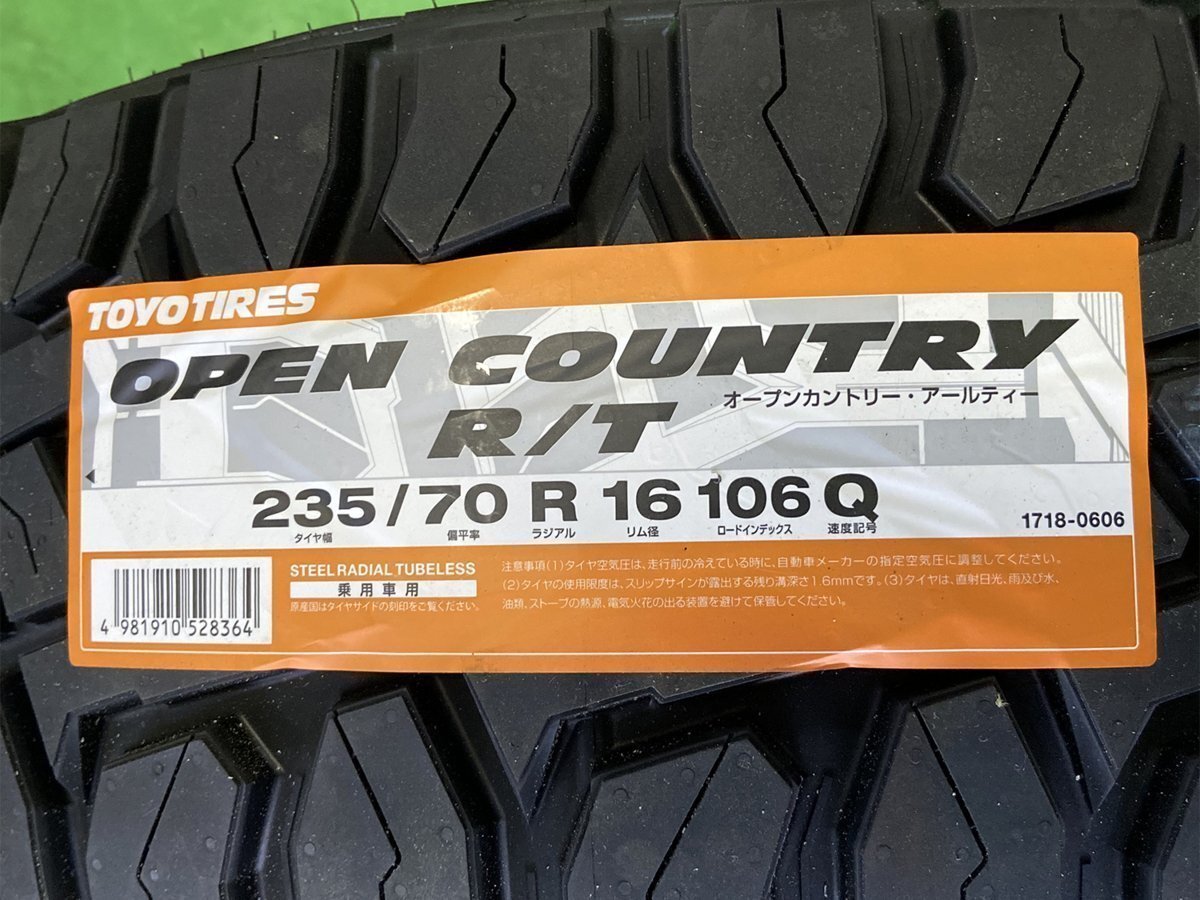 TOYO TIRES
OPEN COUNTRY
R/T
オープンカントリー・アールティー
235/70 R 16 106 Q
タイヤ幅 偏平率 ラジアル リム径 ロードインデックス 速度記号
1718-0606
STEEL RADIAL TUBELESS
乗用車用
原産国はタイヤサイドの刻印をご覧ください。
注意事項(1)タイヤ空気圧は、走行前の冷えている時に、自動車メーカーの指定空気圧に調整してください。
(2)タイヤの使用限度は、スリップサインが露出する残り溝深さ1.6mmです。(3)タイヤは、直射日光、雨及び水、
油類、ストーブの熱源、電気火花の出る装置を避けて保管してください。
4 981910 528364